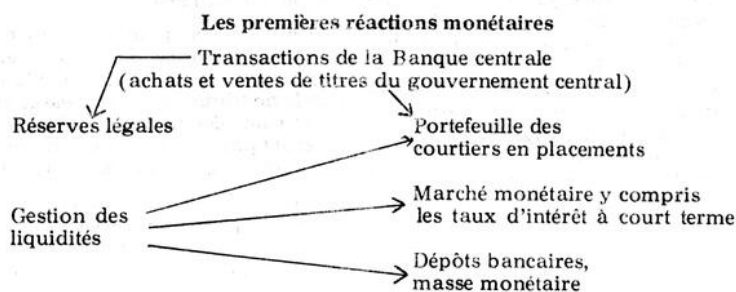 Les premières réactions monétaires
Transactions de la Banque centrale
(achats et ventes de titres du gouvernement central)
Réserves légales
Portefeuille des
courtiers en placements
Marché monétaire y compris
les taux d'intérêt à court terme
Gestion des
liquidités
Dépôts bancaires,
masse monétaire